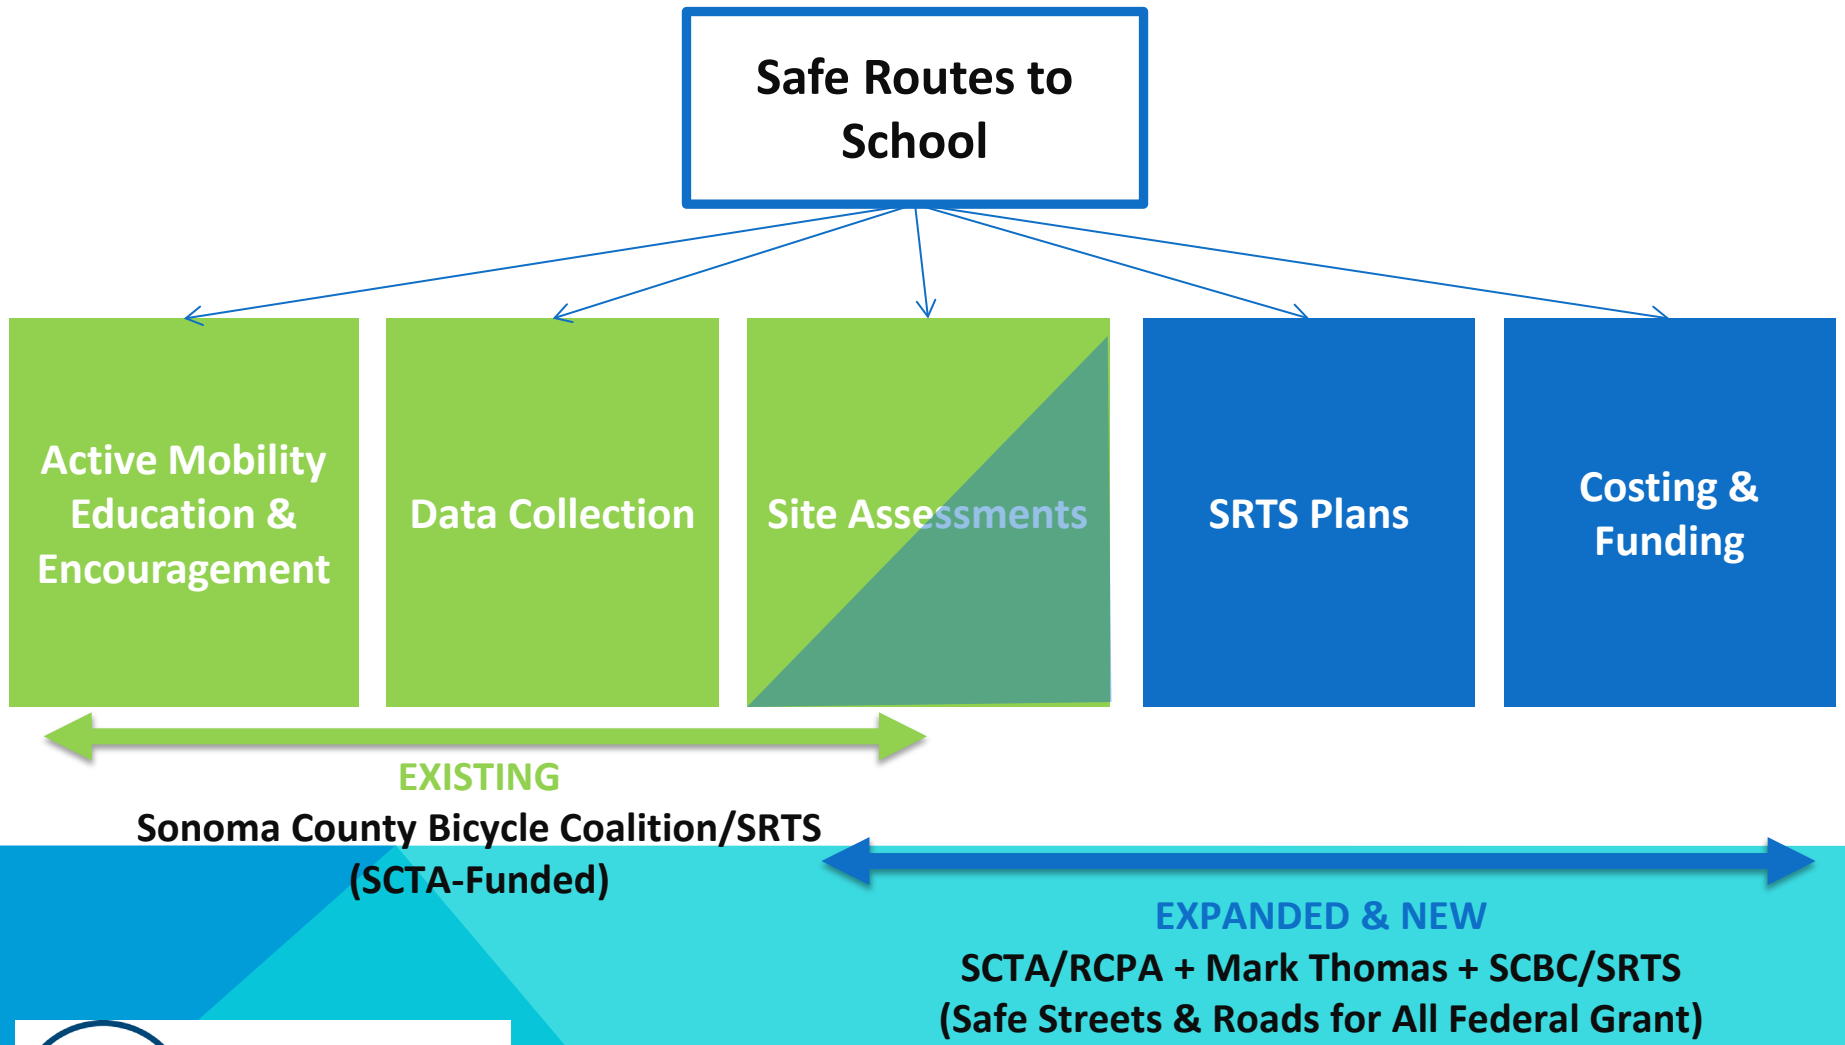 Safe Routes to
School
Active Mobility
Education &
Encouragement
Data Collection
Site Assessments
SRTS Plans
Costing &
Funding
EXISTING
Sonoma County Bicycle Coalition/SRTS
(SCTA-Funded)
EXPANDED & NEW
SCTA/RCPA + Mark Thomas + SCBC/SRTS
(Safe Streets & Roads for All Federal Grant)